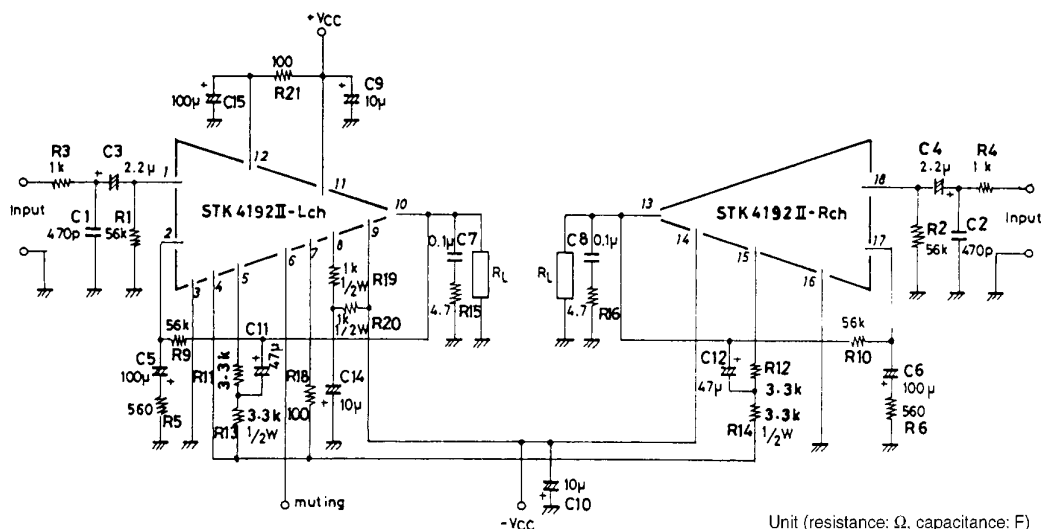 +VCC
100
R21
100μ
C15
C9
10μ
R3
1k
C3
2.2μ
1
12
11
Input
C1
470p
R1
56k
2
STK4192II-Lch
10
9
8
7
6
5
4
3
0.1μ
C7
RL
4.7
R15
1k
1/2W
R19
1k
1/2W
R20
56k
R9
C5
100μ
560
R5
R11
3.3k
C11
47μ
R13
3.3k
1/2W
R18
100
C14
10μ
muting
-VCC
10μ
C10
13
STK4192II-Rch
18
17
14
15
16
C8
0.1μ
RL
4.7
R16
C4
2.2μ
R4
1k
R2
56k
C2
470p
Input
56k
R10
C12
47μ
R12
3.3k
3.3k
R14
1/2W
C6
100μ
560
R6
Unit (resistance: Ω, capacitance: F)